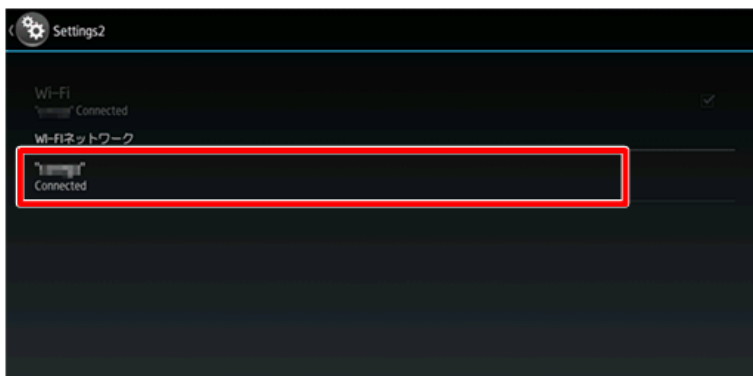 Settings2
Wi-Fi
" " Connected
Wi-Fiネットワーク
" "
Connected